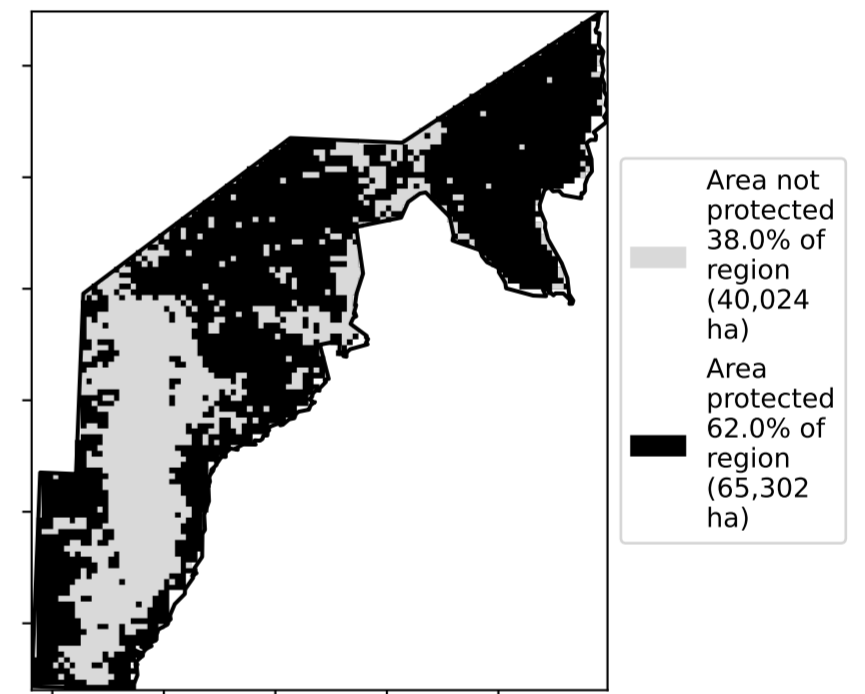 Area not
protected
38.0% of
region
(40,024
ha)
Area
protected
62.0% of
region
(65,302
ha)